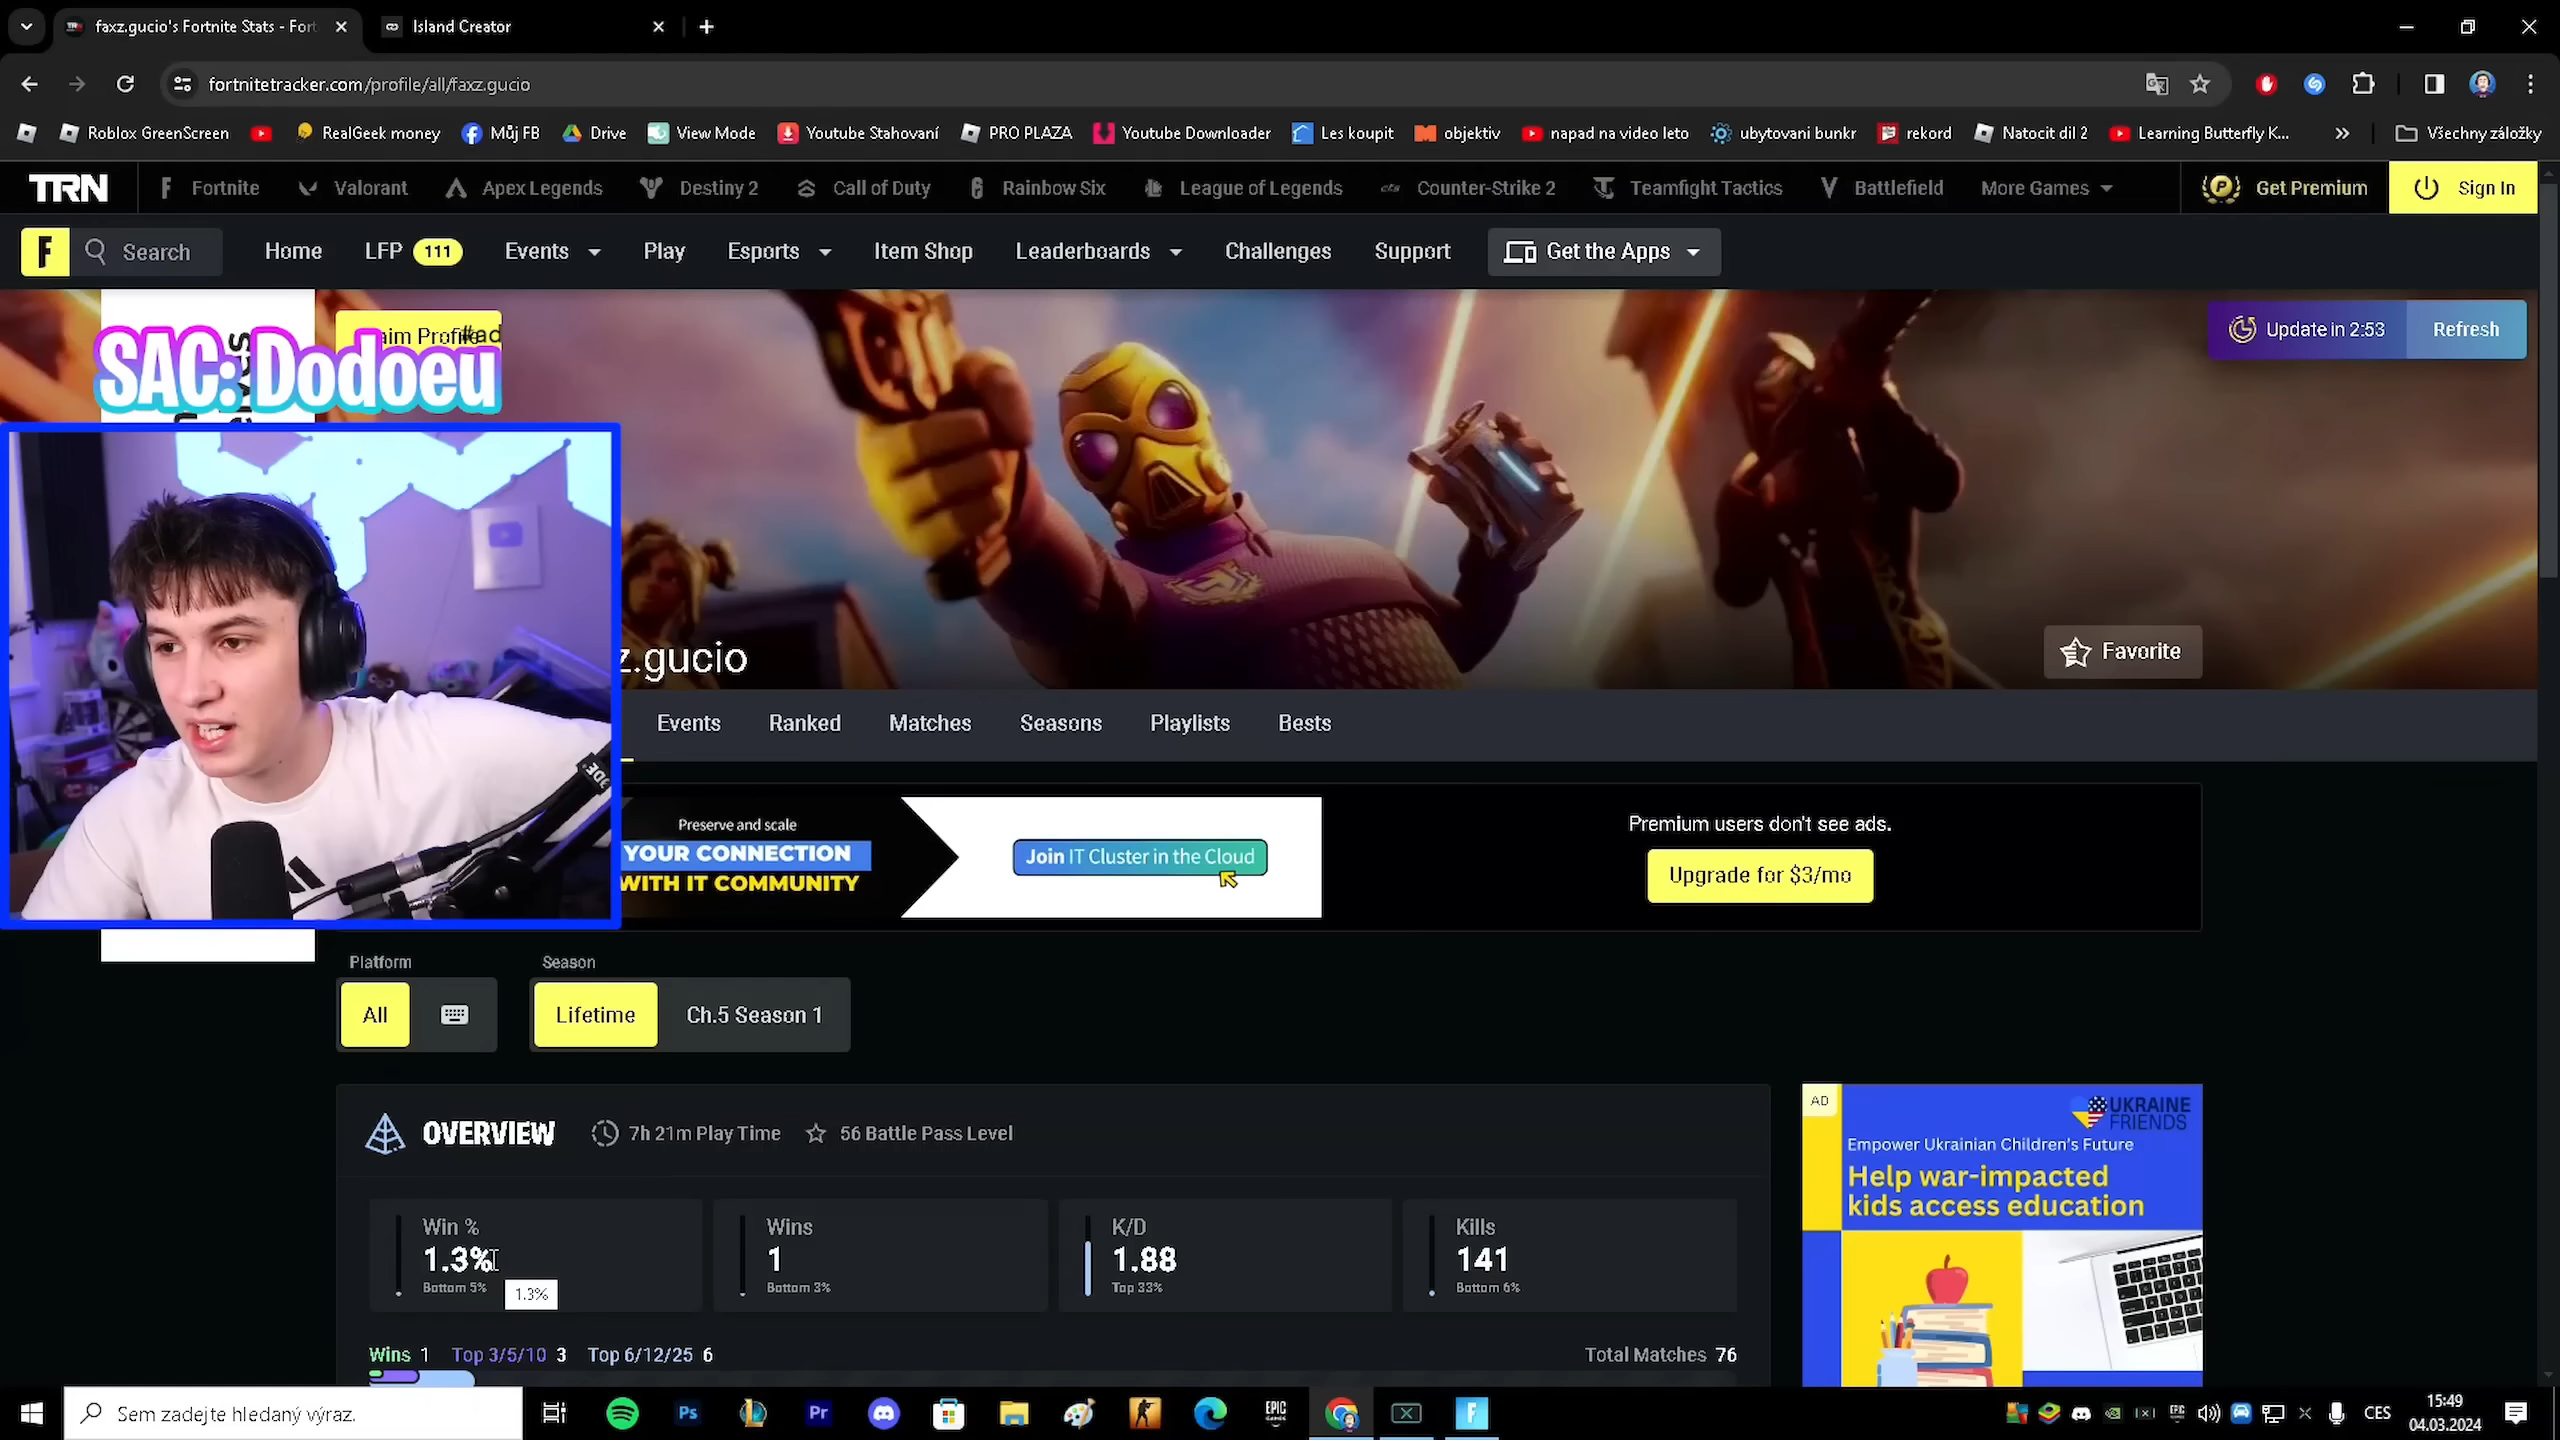 faxz.gucio's Fortnite Stats - Fort
Island Creator
fortnitetracker.com/profile/all/faxz.gucio
Roblox GreenScreen
RealGeek money
Můj FB
Drive
View Mode
Youtube Stahovaní
PRO PLAZA
Youtube Downloader
Les koupit
objektiv
napad na video leto
ubytovani bunkr
rekord
Natocit dil 2
Learning Butterfly K...
Všechny záložky
TRN
Fortnite
Valorant
Apex Legends
Destiny 2
Call of Duty
Rainbow Six
League of Legends
Counter-Strike 2
Teamfight Tactics
Battlefield
More Games
Get Premium
Sign In
F
Search
Home
LFP 111
Events
Play
Esports
Item Shop
Leaderboards
Challenges
Support
Get the Apps
#ad
SAC: Dodoeu
Update in 2:53
Refresh
z.gucio
Favorite
Events
Ranked
Matches
Seasons
Playlists
Bests
Preserve and scale
YOUR CONNECTION
WITH IT COMMUNITY
Join IT Cluster in the Cloud
Premium users don't see ads.
Upgrade for $3/mo
Platform
Season
All
Lifetime
Ch.5 Season 1
OVERVIEW
7h 21m Play Time
56 Battle Pass Level
Win %
1.3%
Bottom 5%
1.3%
Wins
1
Bottom 3%
K/D
1.88
Top 33%
Kills
141
Bottom 6%
Wins 1
Top 3/5/10 3
Top 6/12/25 6
Total Matches 76
AD
UKRAINE
FRIENDS
Empower Ukrainian Children's Future
Help war-impacted
kids access education
Sem zadejte hledaný výraz.
Ps
Pr
EPIC
GAMES
F
CES
15:49
04.03.2024